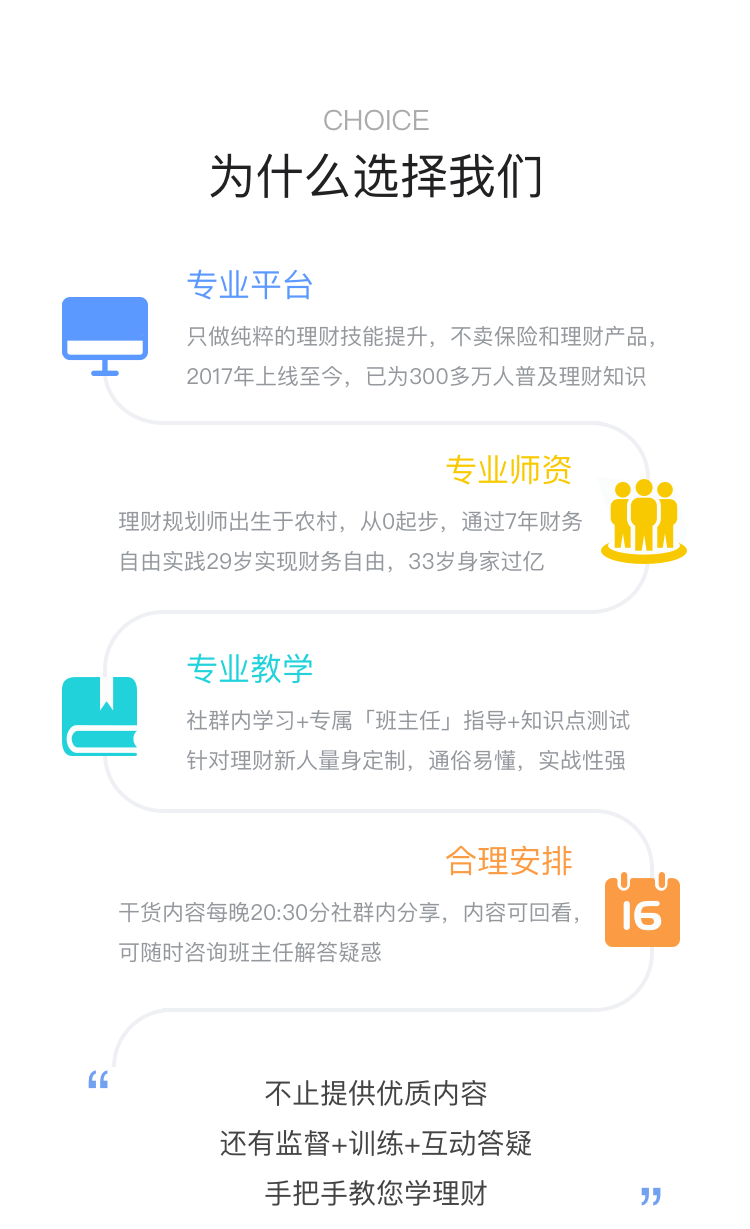 CHOICE
为什么选择我们
专业平台
只做纯粹的理财技能提升，不卖保险和理财产品，
2017年上线至今，已为300多万人普及理财知识
专业师资
理财规划师出生于农村，从0起步，通过7年财务
自由实践29岁实现财务自由，33岁身家过亿
专业教学
社群内学习+专属「班主任」指导+知识点测试
针对理财新人量身定制，通俗易懂，实战性强
合理安排
干货内容每晚20:30分社群内分享，内容可回看，
可随时咨询班主任解答疑惑
16
“
不止提供优质内容
还有监督+训练+互动答疑
手把手教您学理财
”